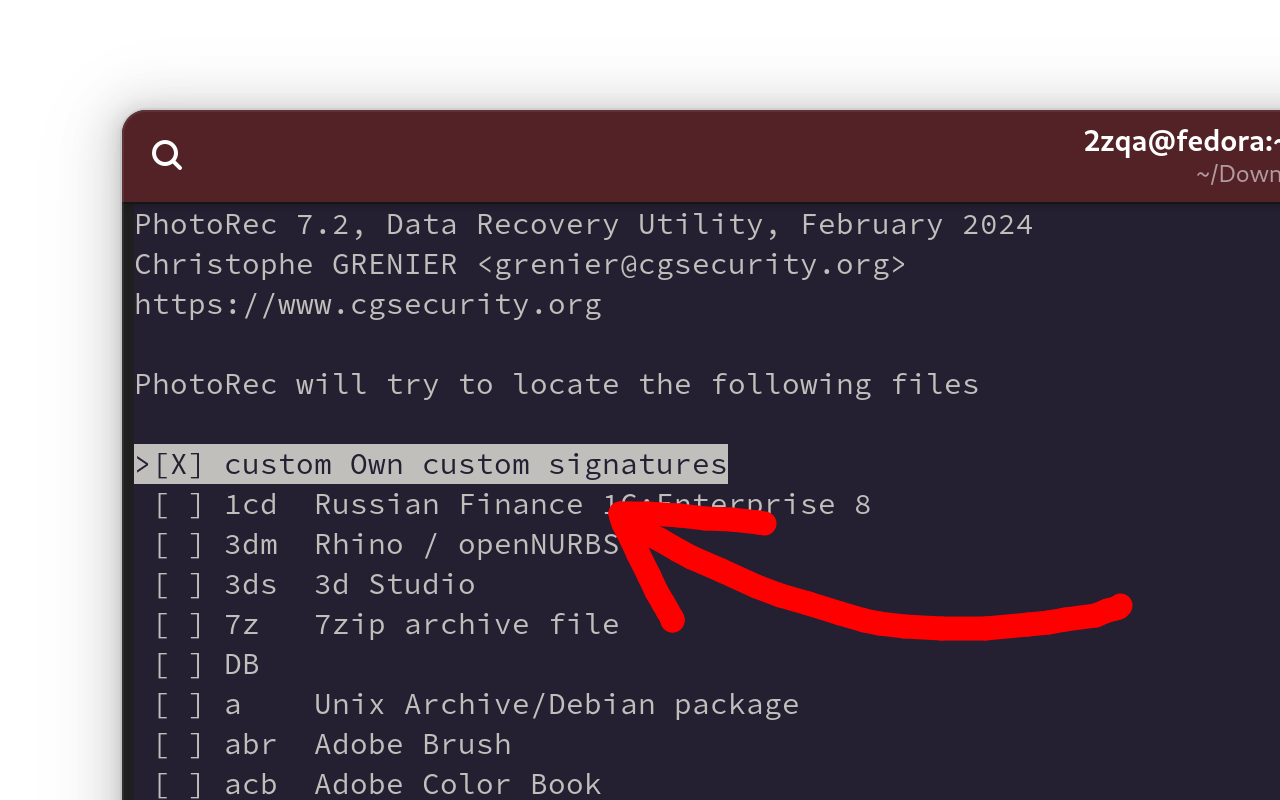 2zqa@fedora:~
~/Down
PhotoRec 7.2, Data Recovery Utility, February 2024
Christophe GRENIER <grenier@cgsecurity.org>
https://www.cgsecurity.org
PhotoRec will try to locate the following files
>[X] custom Own custom signatures
[ ] 1cd Russian Finance 1C:Enterprise 8
[ ] 3dm Rhino / openNURBS
[ ] 3ds 3d Studio
[ ] 7z 7zip archive file
[ ] DB
[ ] a Unix Archive/Debian package
[ ] abr Adobe Brush
[ ] acb Adobe Color Book